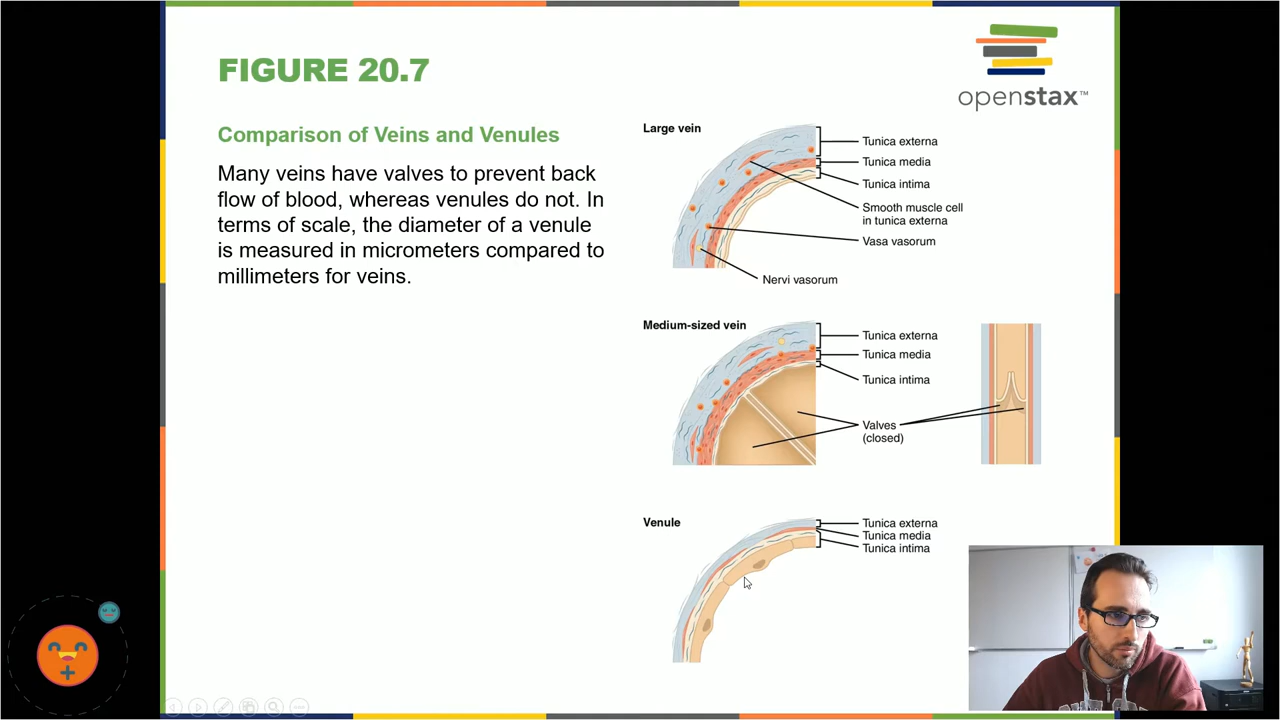 FIGURE 20.7
openstax™
Comparison of Veins and Venules
Many veins have valves to prevent back
flow of blood, whereas venules do not. In
terms of scale, the diameter of a venule
is measured in micrometers compared to
millimeters for veins.
Large vein
Tunica externa
Tunica media
Tunica intima
Smooth muscle cell
in tunica externa
Vasa vasorum
Nervi vasorum
Medium-sized vein
Tunica externa
Tunica media
Tunica intima
Valves
(closed)
Venule
Tunica externa
Tunica media
Tunica intima